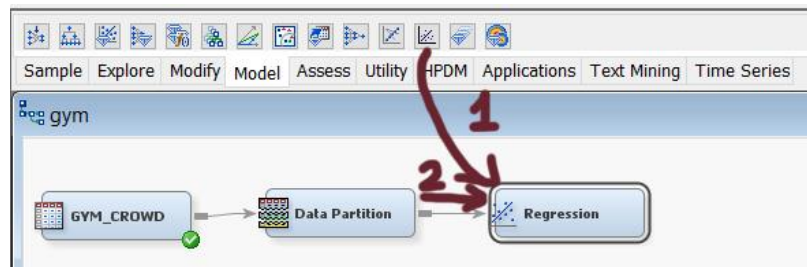 Sample Explore Modify Model Assess Utility HPDM Applications Text Mining Time Series
gym
1
2
GYM_CROWD Data Partition Regression